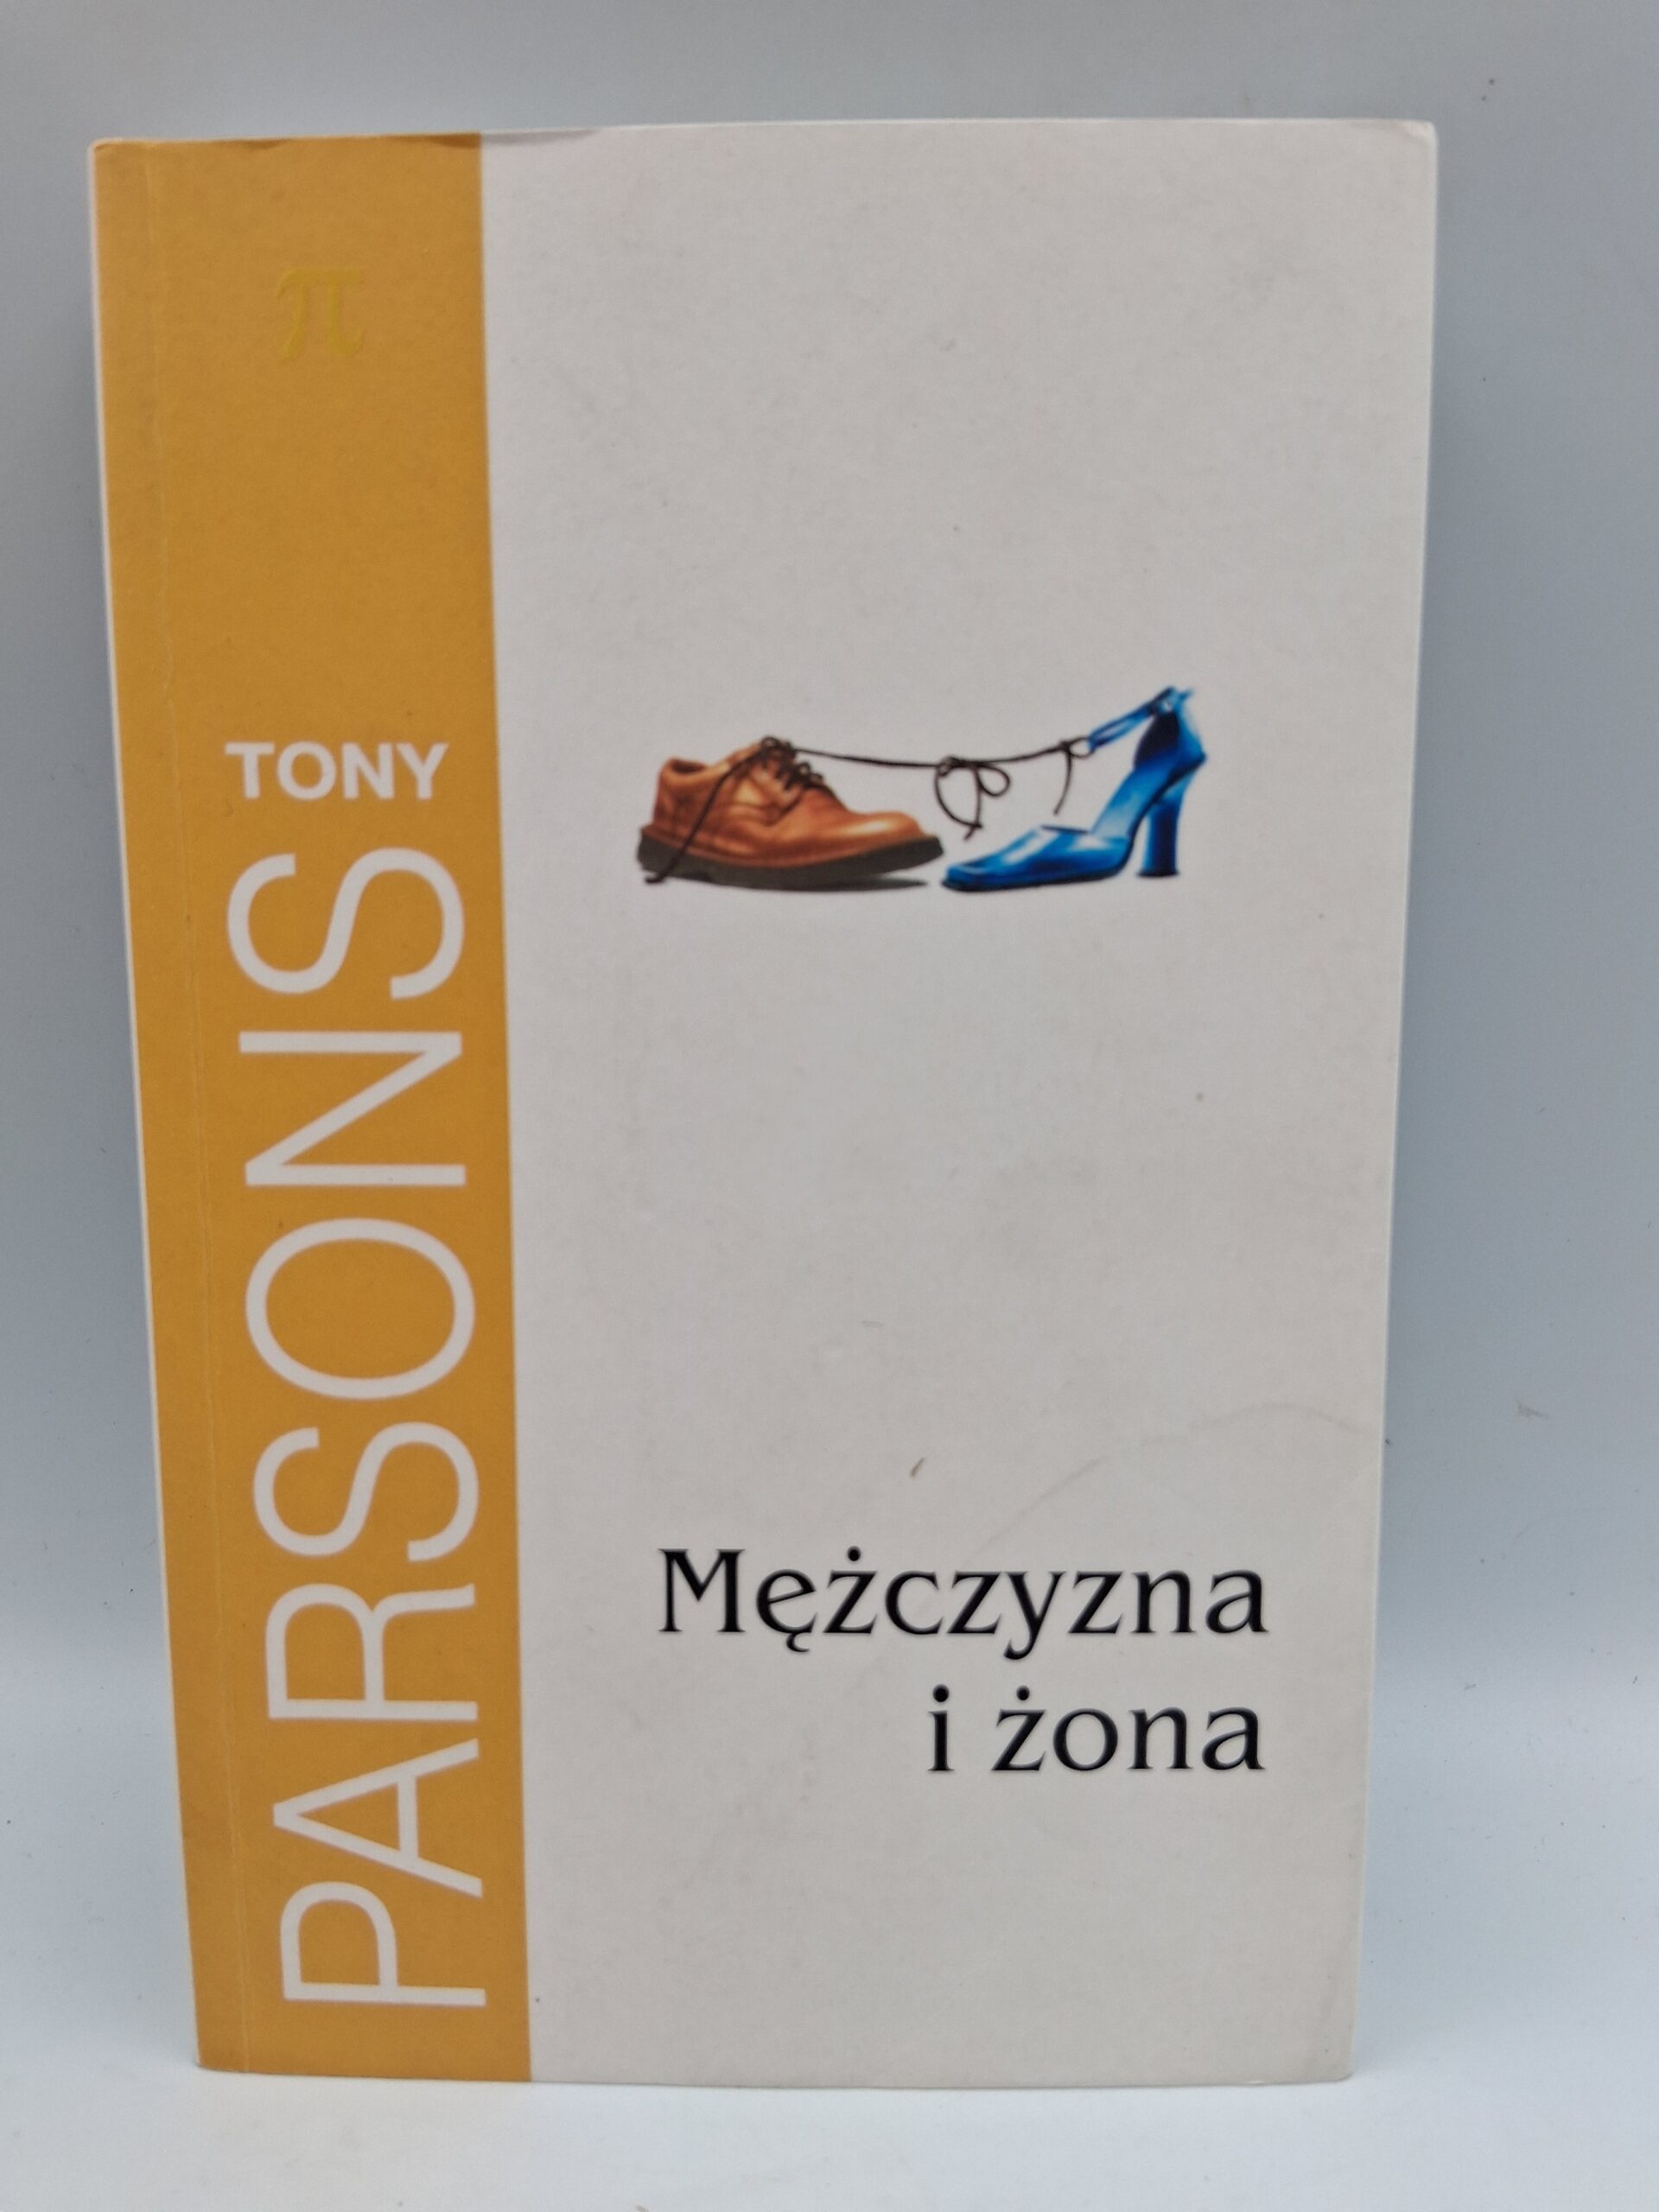 π
TONY
PARSONS
Mężczyzna
i żona